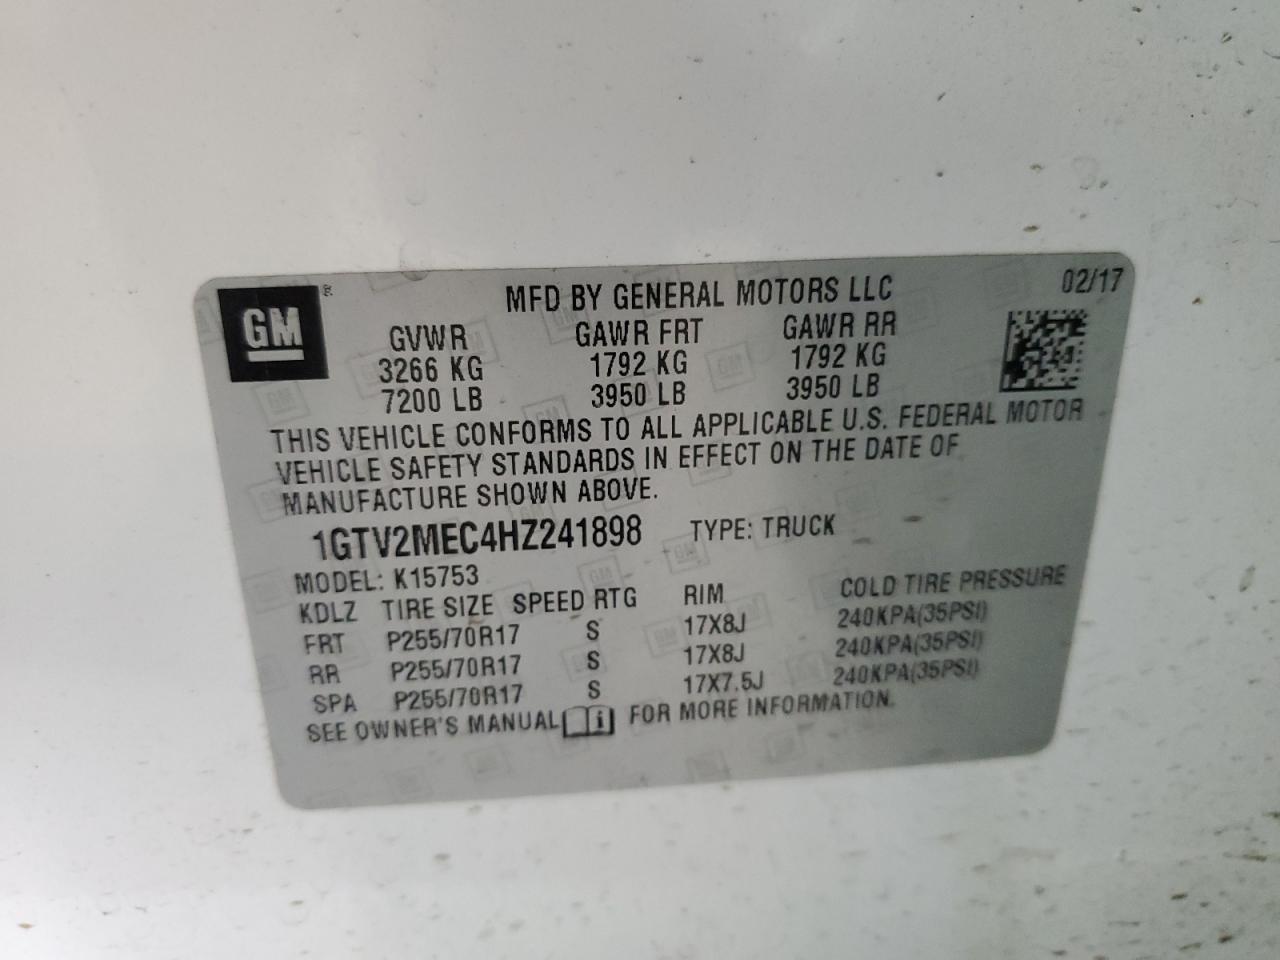 GM
MFD BY GENERAL MOTORS LLC 02/17
GVWR GAWR FRT GAWR RR
3266 KG 1792 KG 1792 KG
7200 LB 3950 LB 3950 LB
THIS VEHICLE CONFORMS TO ALL APPLICABLE U.S. FEDERAL MOTOR
VEHICLE SAFETY STANDARDS IN EFFECT ON THE DATE OF
MANUFACTURE SHOWN ABOVE.
1GTV2MEC4HZ241898 TYPE: TRUCK
MODEL: K15753
KDLZ TIRE SIZE SPEED RTG RIM COLD TIRE PRESSURE
FRT P255/70R17 S 17X8J 240KPA(35PSI)
RR P255/70R17 S 17X8J 240KPA(35PSI)
SPA P255/70R17 S 17X7.5J 240KPA(35PSI)
SEE OWNER'S MANUAL FOR MORE INFORMATION.